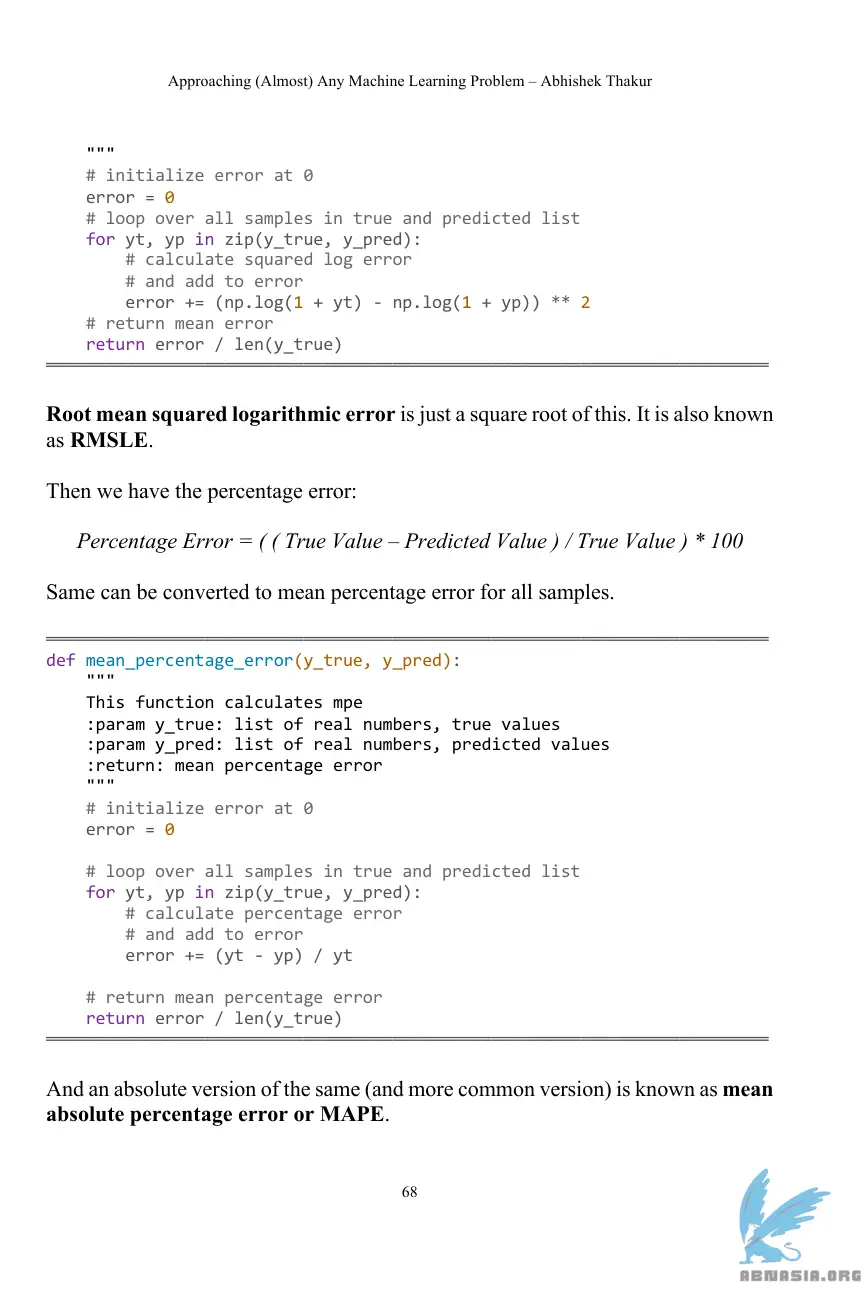 Approaching (Almost) Any Machine Learning Problem – Abhishek Thakur
    """
    # initialize error at 0
    error = 0
    # loop over all samples in true and predicted list
    for yt, yp in zip(y_true, y_pred):
        # calculate squared log error
        # and add to error
        error += (np.log(1 + yt) - np.log(1 + yp)) ** 2
    # return mean error
    return error / len(y_true)
Root mean squared logarithmic error is just a square root of this. It is also known
as RMSLE.
Then we have the percentage error:
Percentage Error = ( ( True Value – Predicted Value ) / True Value ) * 100
Same can be converted to mean percentage error for all samples.
def mean_percentage_error(y_true, y_pred):
    """
    This function calculates mpe
    :param y_true: list of real numbers, true values
    :param y_pred: list of real numbers, predicted values
    :return: mean percentage error
    """
    # initialize error at 0
    error = 0
    # loop over all samples in true and predicted list
    for yt, yp in zip(y_true, y_pred):
        # calculate percentage error
        # and add to error
        error += (yt - yp) / yt
    # return mean percentage error
    return error / len(y_true)
And an absolute version of the same (and more common version) is known as mean
absolute percentage error or MAPE.
68
ABNASIA.ORG